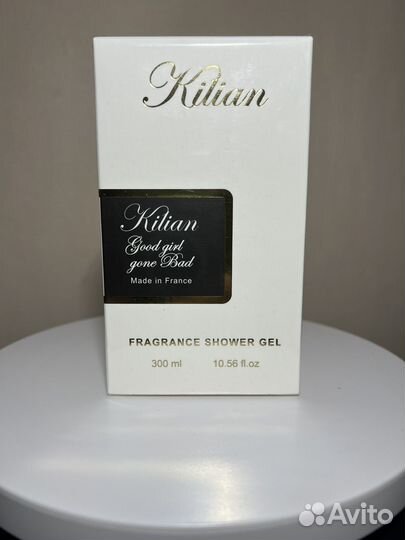 Kilian
Kilian
Good girl
gone Bad
Made in France
FRAGRANCE SHOWER GEL
300 ml 10.56 fl.oz
Avito